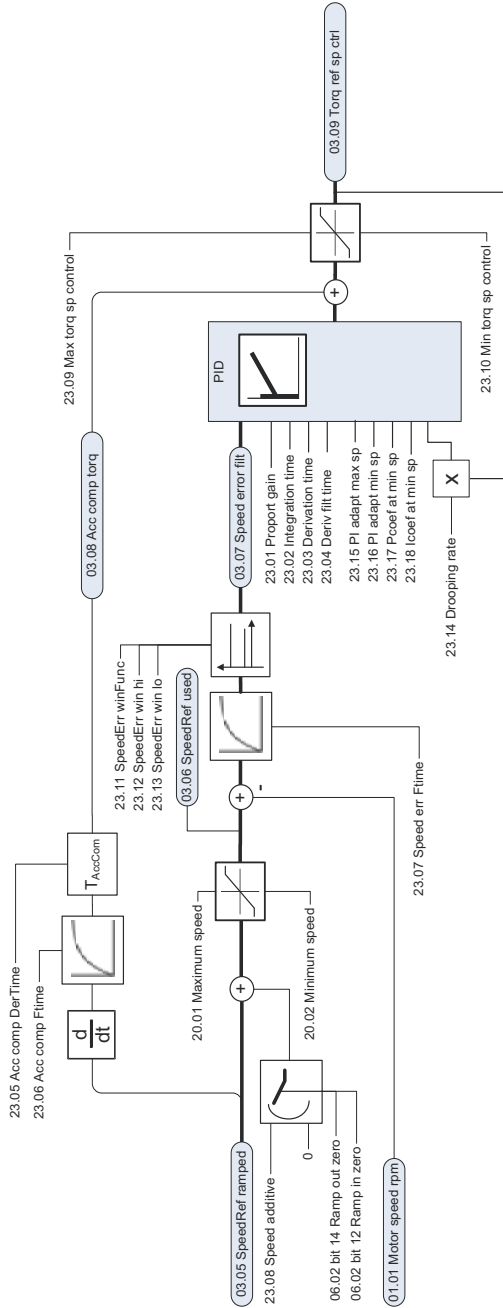 23.05 Acc comp DerTime
23.06 Acc comp Ftime
d
dt
TAccCom
03.08 Acc comp torq
23.09 Max torq sp control
03.05 SpeedRef ramped
23.08 Speed additive
0
06.02 bit 14 Ramp out zero
06.02 bit 12 Ramp in zero
01.01 Motor speed rpm
+
20.01 Maximum speed
20.02 Minimum speed
23.11 SpeedErr winFunc
23.12 SpeedErr win hi
23.13 SpeedErr win lo
03.06 SpeedRef used
+
-
23.07 Speed err Ftime
03.07 Speed error filt
23.01 Proport gain
23.02 Integration time
23.03 Derivation time
23.04 Deriv filt time
23.15 PI adapt max sp
23.16 PI adapt min sp
23.17 Pcoef at min sp
23.18 Icoef at min sp
23.14 Drooping rate
X
PID
+
23.10 Min torq sp control
03.09 Torq ref sp ctrl